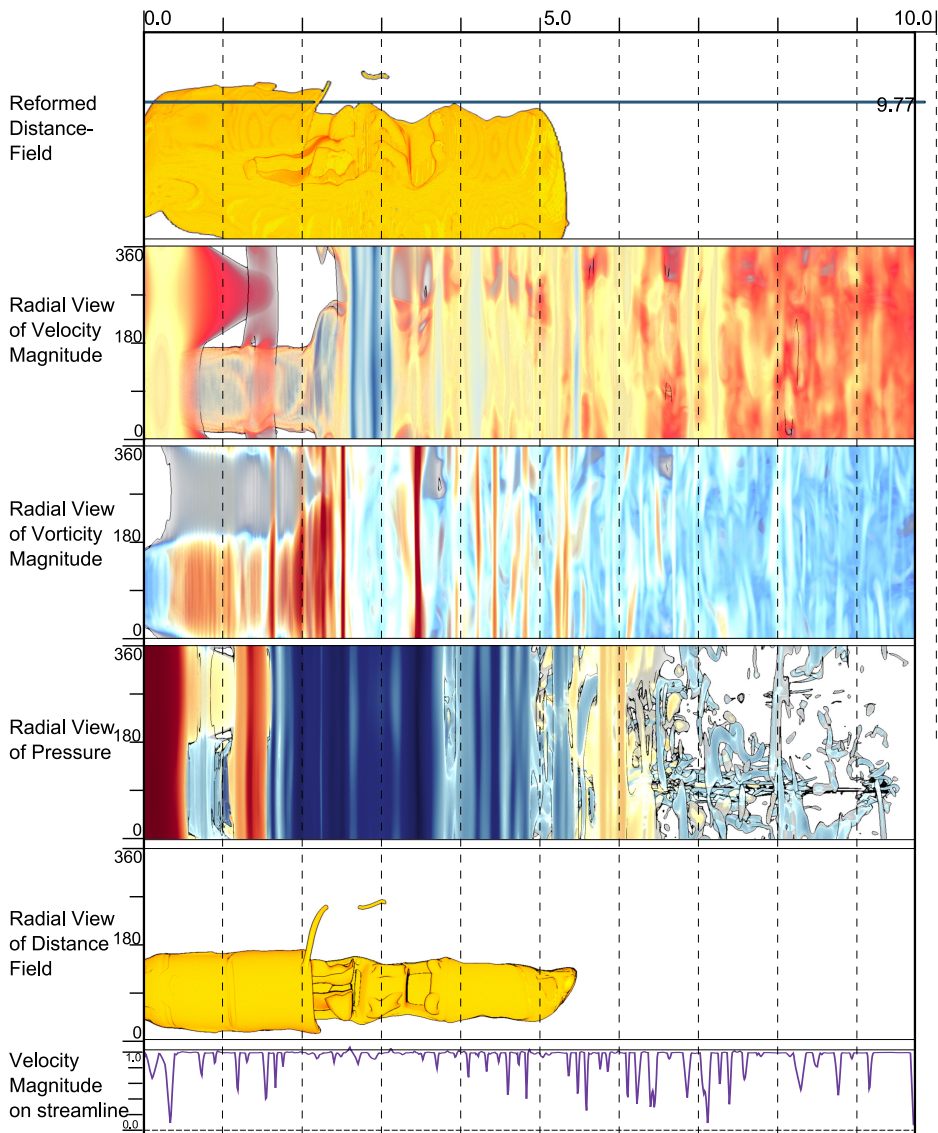 0.0 5.0 10.0
Reformed
Distance-
Field
9.77
360
Radial View
of Velocity
180
Magnitude
0
360
Radial View
of Vorticity
180
Magnitude
0
360
Radial View
180
of Pressure
0
360
Radial View
180
of Distance
Field
0
Velocity
1.0
Magnitude
on streamline
0.0